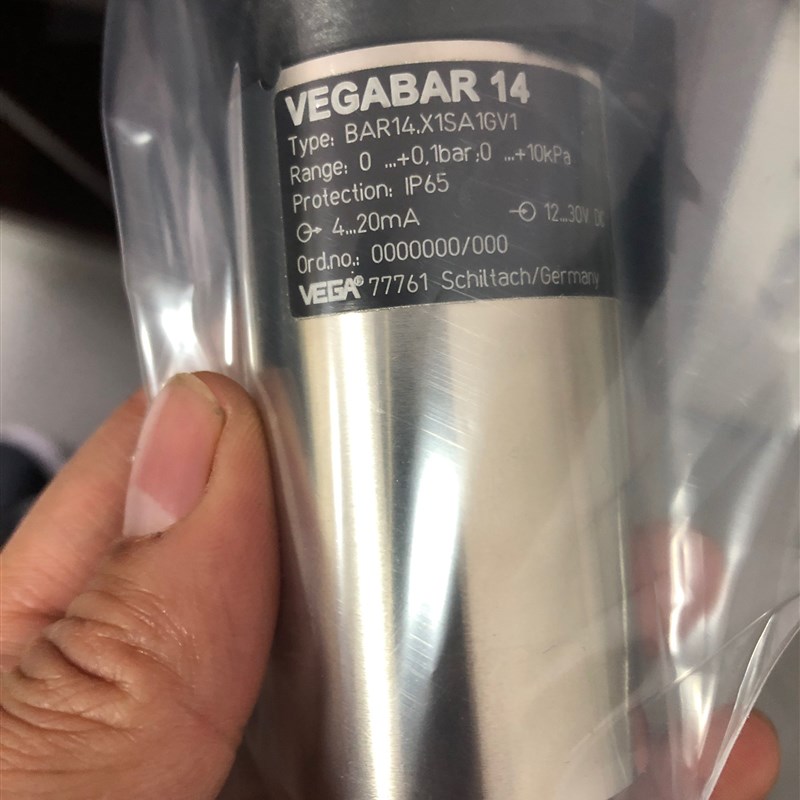 VEGABAR 14
Type: BAR14.X1SA1GV1
Range: 0 ...+0,1bar;0 ...+10kPa
Protection: IP65
4...20mA 12...30V DC
Ord.no.: 0000000/000
VEGA® 77761 Schiltach/Germany